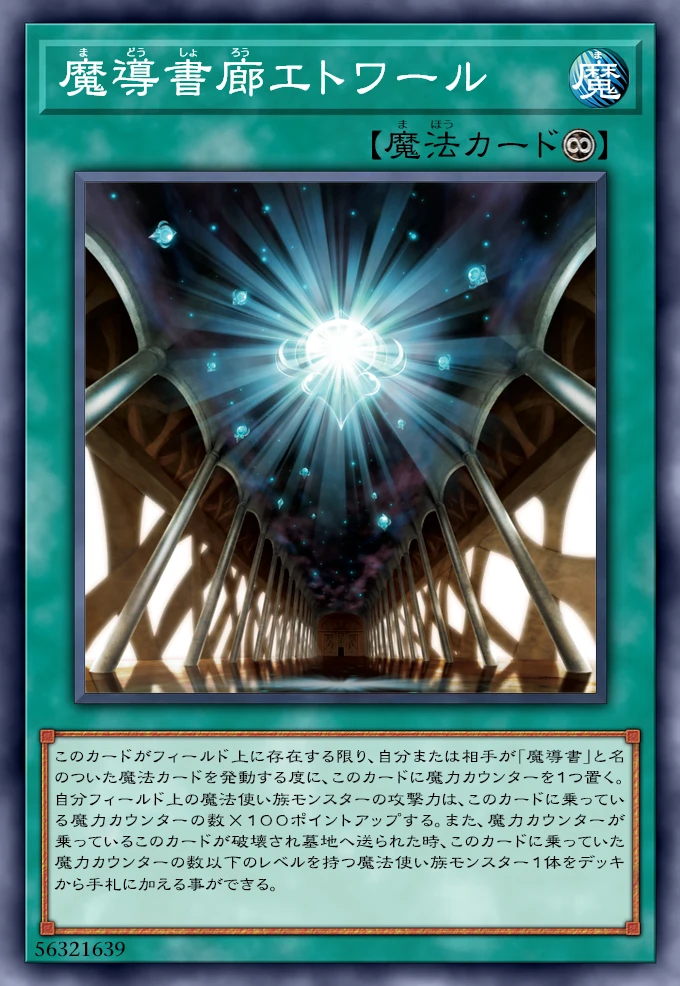 魔導書廊エトワール
魔
【魔法カード∞】
このカードがフィールド上に存在する限り、自分または相手が「魔導書」と名
のついた魔法カードを発動する度に、このカードに魔力カウンターを1つ置く。
自分フィールド上の魔法使い族モンスターの攻撃力は、このカードに乗ってい
る魔力カウンターの数×100ポイントアップする。また、魔力カウンターが
乗っているこのカードが破壊され墓地へ送られた時、このカードに乗っていた
魔力カウンターの数以下のレベルを持つ魔法使い族モンスター1体をデッキ
から手札に加える事ができる。
56321639